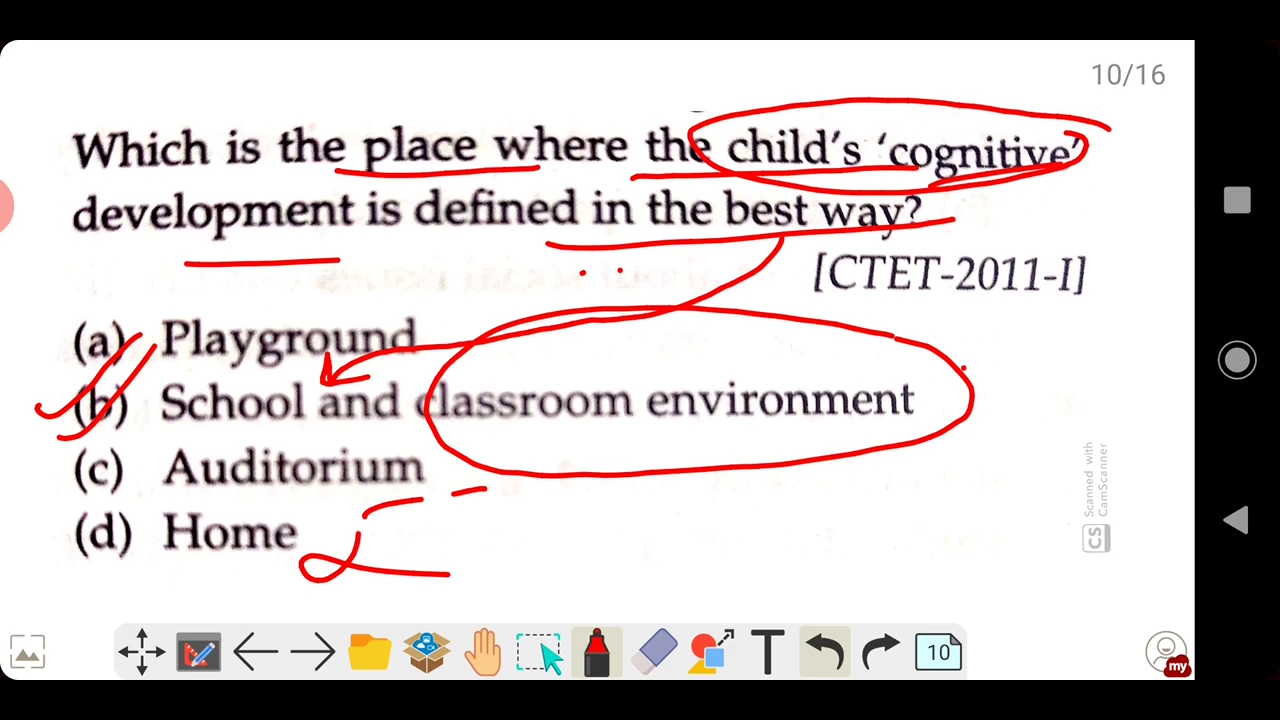 10/16
Which is the place where the child's 'cognitive'
development is defined in the best way?
[CTET-2011-I]
(a) Playground
(b) School and classroom environment
(c) Auditorium
(d) Home
Scanned with
CamScanner
CS
T
10
my